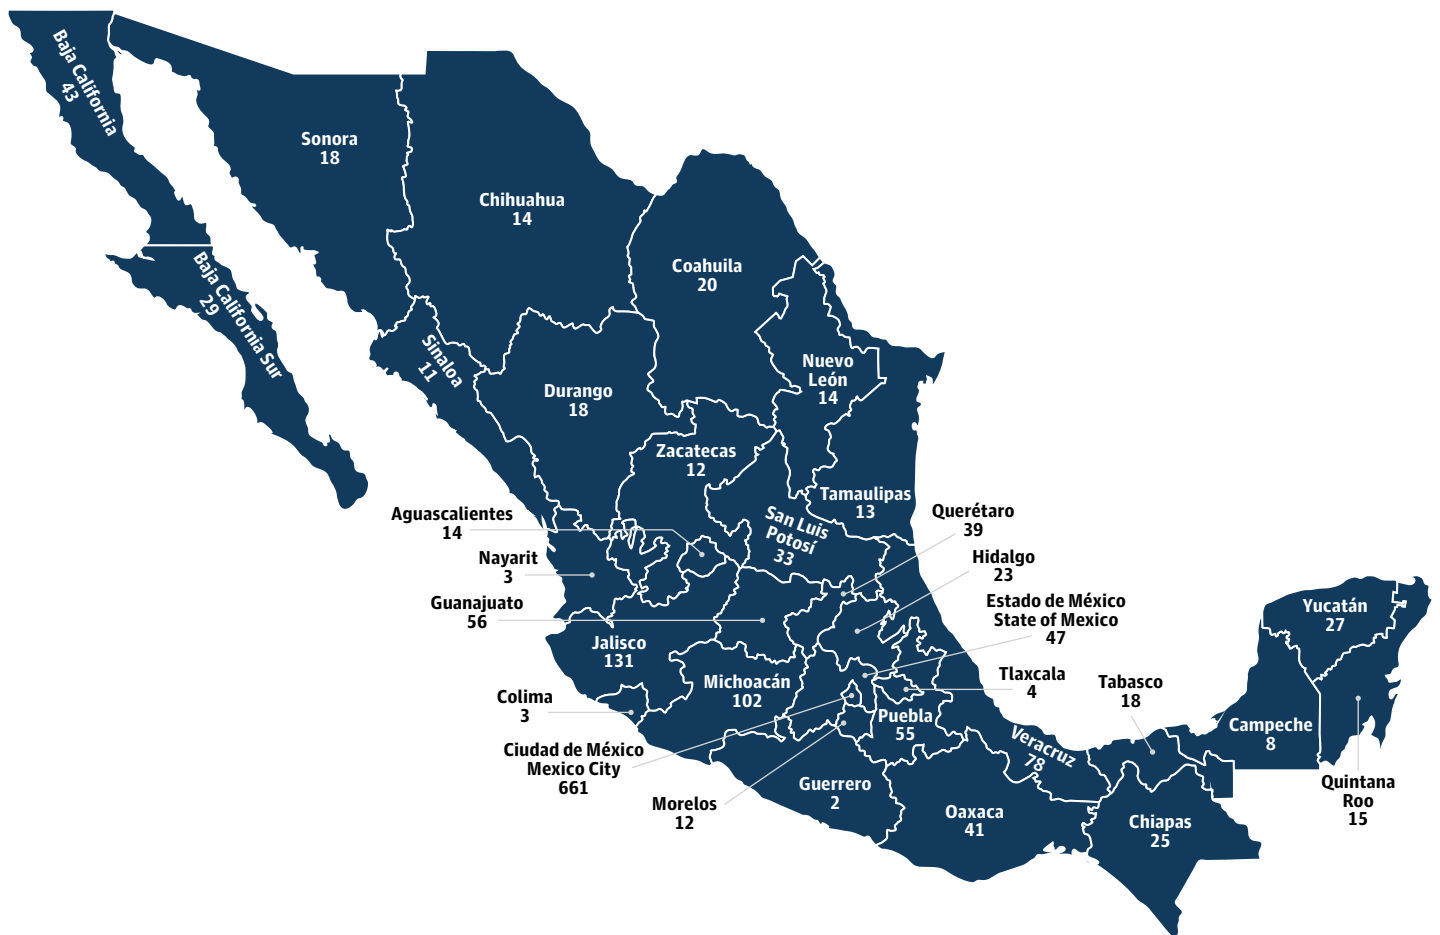 Baja California
43
Sonora
18
Chihuahua
14
Coahuila
20
Baja California Sur
29
Sinaloa
11
Nuevo
León
14
Durango
18
Zacatecas
12
Tamaulipas
13
San Luis
Potosí
33
Aguascalientes
14
Querétaro
39
Nayarit
3
Hidalgo
23
Guanajuato
56
Estado de México
State of Mexico
47
Yucatán
27
Jalisco
131
Michoacán
102
Tlaxcala
4
Tabasco
18
Colima
3
Puebla
55
Campeche
8
Ciudad de México
Mexico City
661
Veracruz
78
Guerrero
2
Quintana
Roo
15
Morelos
12
Oaxaca
41
Chiapas
25